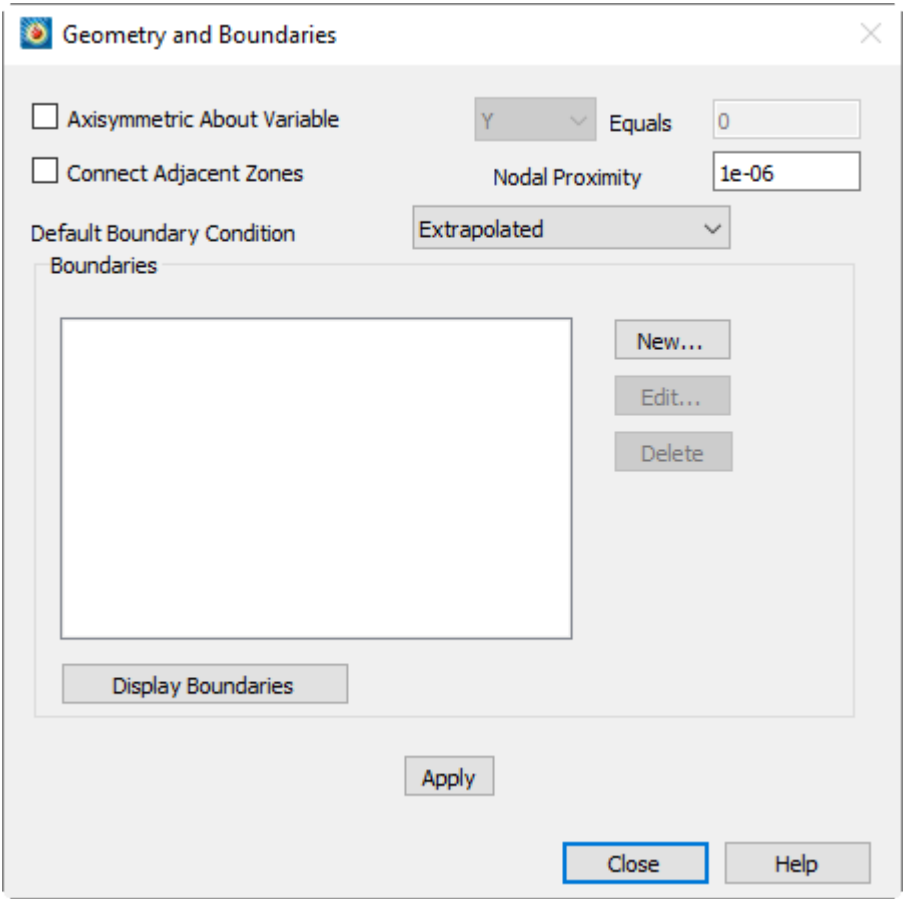 Geometry and Boundaries
Axisymmetric About Variable Y Equals 0
Connect Adjacent Zones Nodal Proximity 1e-06
Default Boundary Condition Extrapolated
Boundaries
New...
Edit...
Delete
Display Boundaries
Apply
Close Help